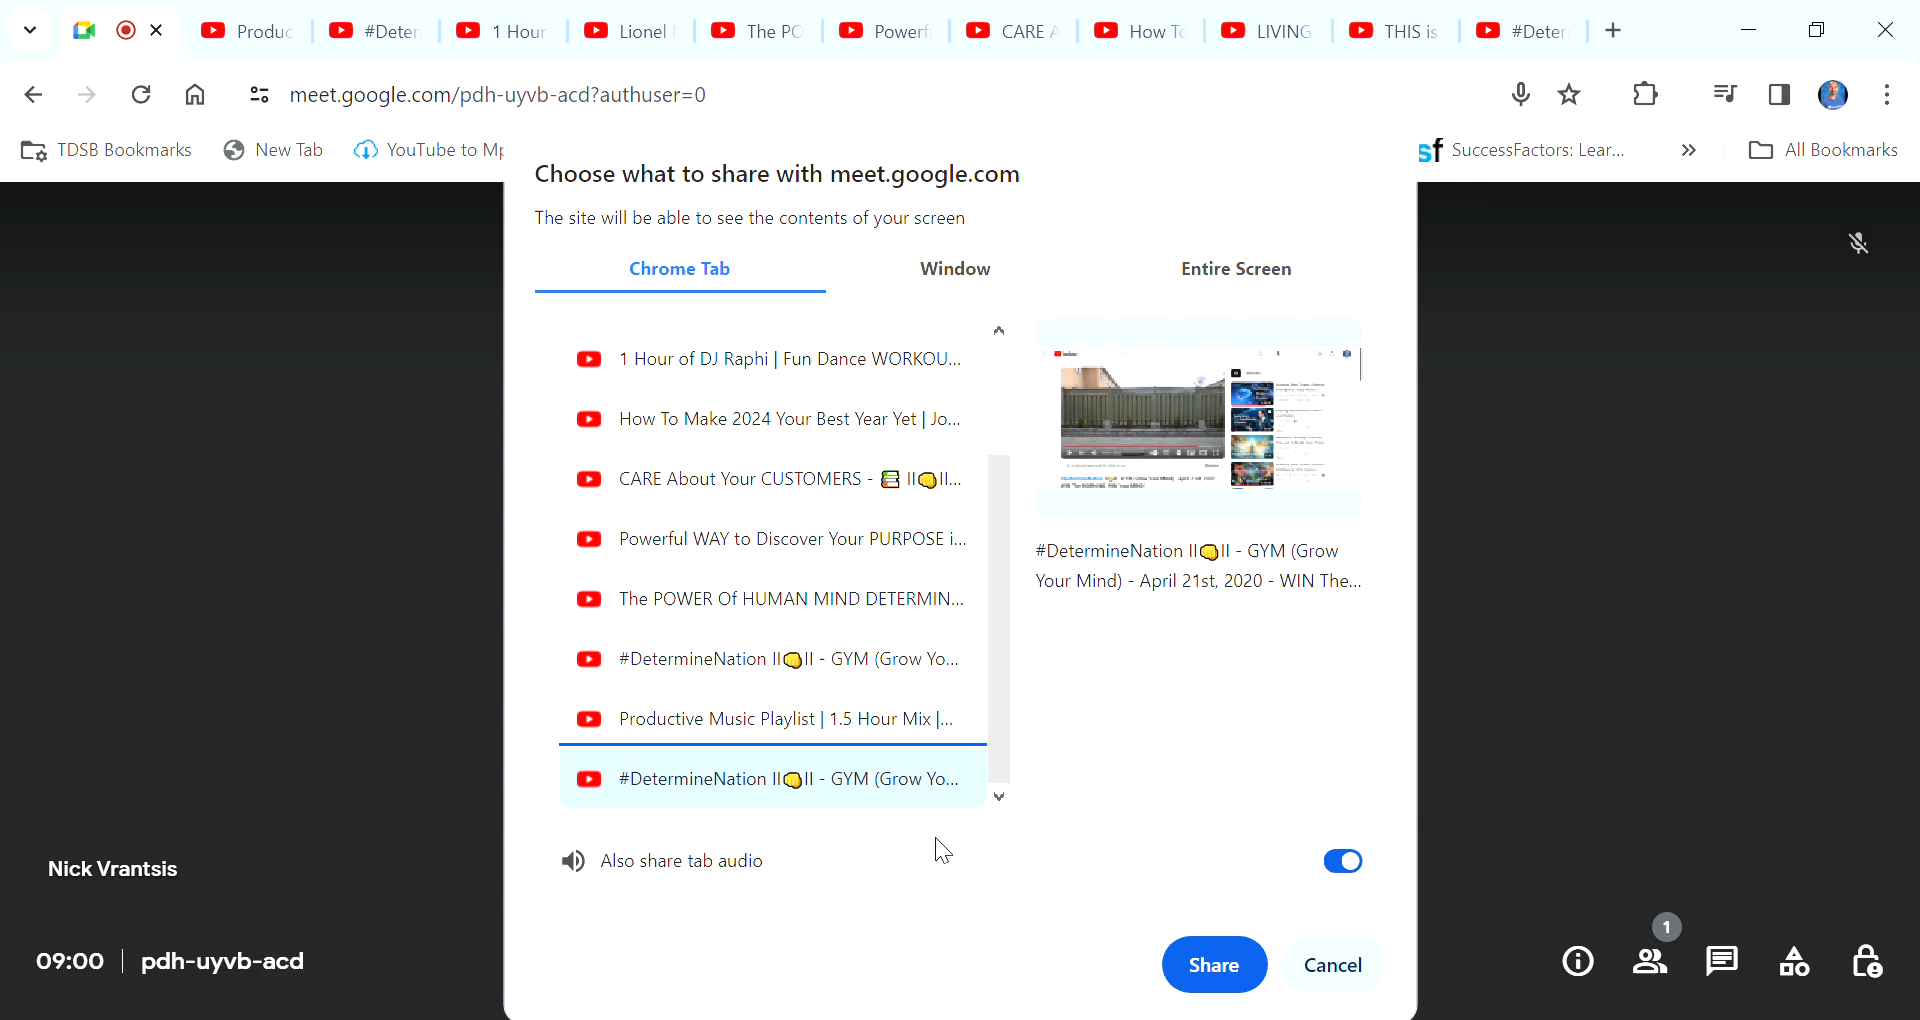 Produc
#Deter
1 Hour
Lionel
The PO
Powerf
CARE A
How To
LIVING
THIS is
#Deter
meet.google.com/pdh-uyvb-acd?authuser=0
TDSB Bookmarks
New Tab
YouTube to Mp
sf SuccessFactors: Lear...
All Bookmarks
Choose what to share with meet.google.com
The site will be able to see the contents of your screen
Chrome Tab
Window
Entire Screen
1 Hour of DJ Raphi | Fun Dance WORKOU...
How To Make 2024 Your Best Year Yet | Jo...
CARE About Your CUSTOMERS - 📚 II👊II...
Powerful WAY to Discover Your PURPOSE i...
The POWER Of HUMAN MIND DETERMIN...
#DetermineNation II👊II - GYM (Grow Yo...
Productive Music Playlist | 1.5 Hour Mix |...
#DetermineNation II👊II - GYM (Grow Yo...
#DetermineNation II👊II - GYM (Grow
Your Mind) - April 21st, 2020 - WIN The...
Also share tab audio
Share
Cancel
Nick Vrantsis
09:00
pdh-uyvb-acd
1